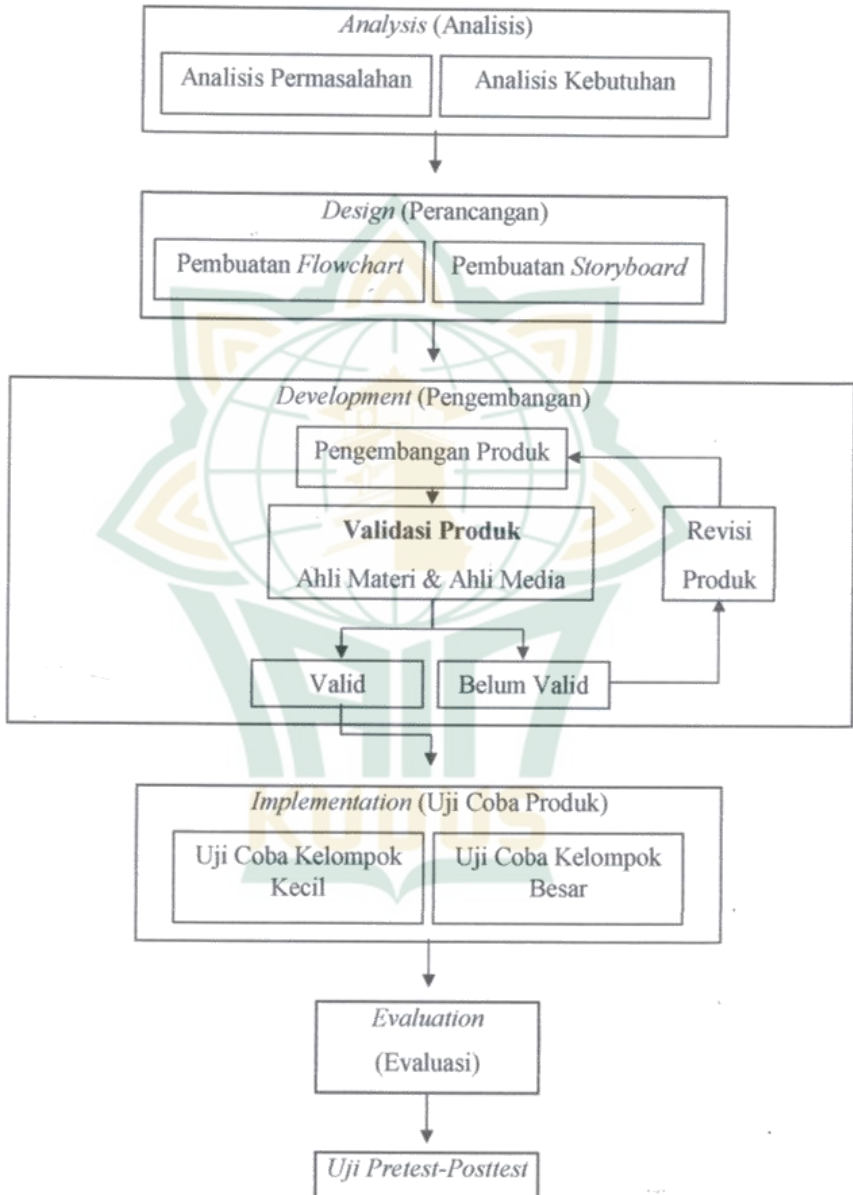 Analysis (Analisis)
Analisis Permasalahan
Analisis Kebutuhan
Design (Perancangan)
Pembuatan Flowchart
Pembuatan Storyboard
Development (Pengembangan)
Pengembangan Produk
Validasi Produk
Ahli Materi & Ahli Media
Revisi
Produk
Valid
Belum Valid
Implementation (Uji Coba Produk)
Uji Coba Kelompok
Kecil
Uji Coba Kelompok
Besar
Evaluation
(Evaluasi)
Uji Pretest-Posttest
KUDUS